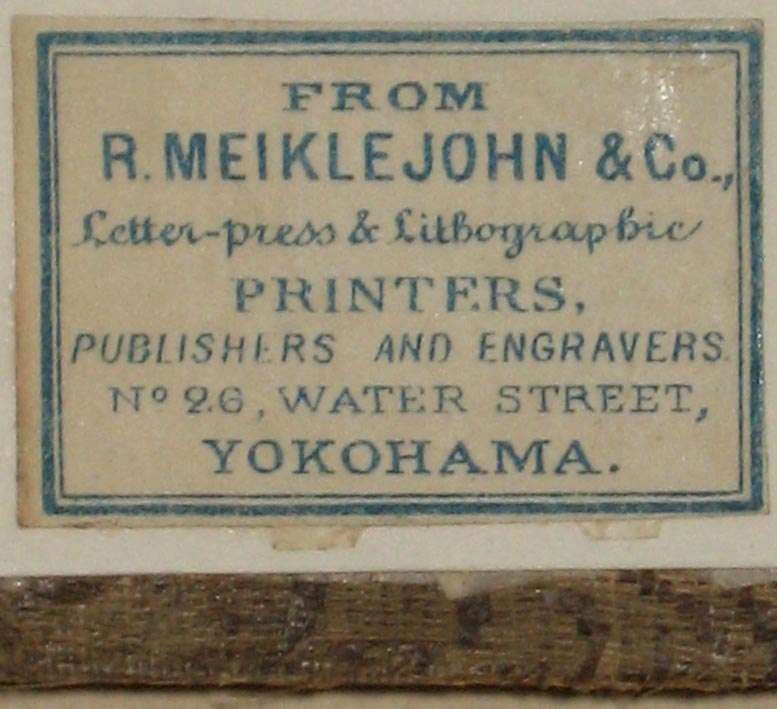 FROM
R. MEIKLEJOHN & Co.,
Letter-press & Lithographic
PRINTERS,
PUBLISHERS AND ENGRAVERS.
No 26, WATER STREET,
YOKOHAMA.